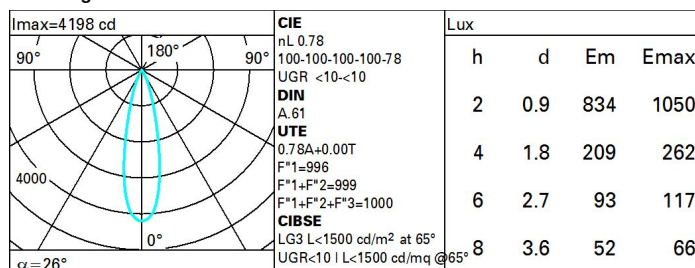 Imax=4198 cd
90°
180°
90°
4000
0°
α=26°
CIE
nL 0.78
100-100-100-100-78
UGR <10-<10
DIN
A.61
UTE
0.78A+0.00T
F"1=996
F"1+F"2=999
F"1+F"2+F"3=1000
CIBSE
LG3 L<1500 cd/m² at 65°
UGR<10 | L<1500 cd/mq @65°
Lux
h d Em Emax
2 0.9 834 1050
4 1.8 209 262
6 2.7 93 117
8 3.6 52 66